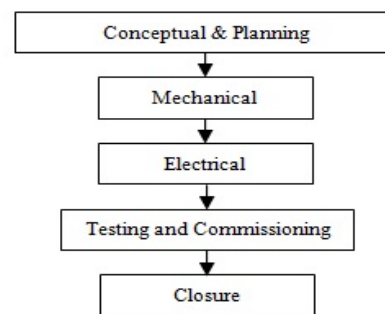 Conceptual & Planning
Mechanical
Electrical
Testing and Commissioning
Closure